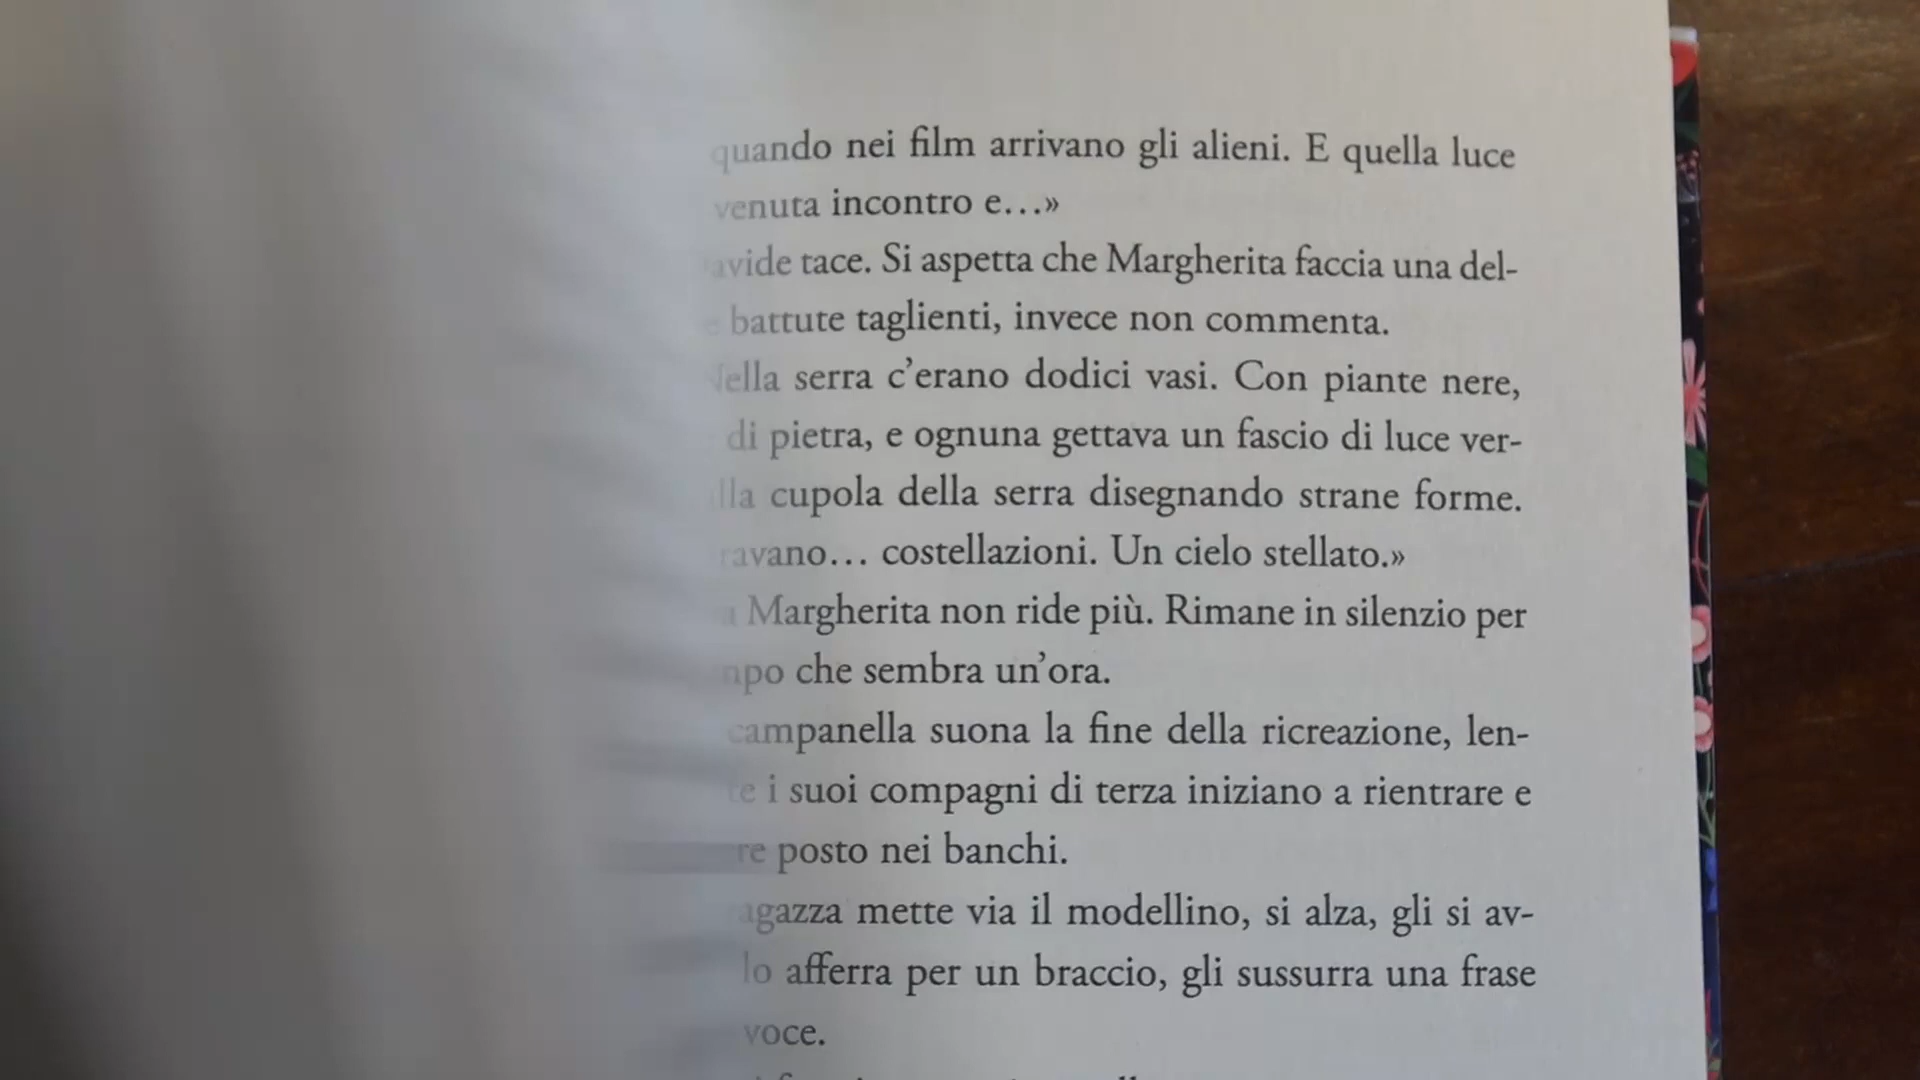 quando nei film arrivano gli alieni. E quella luce
venuta incontro e...»
tace. Si aspetta che Margherita faccia una del-
battute taglienti, invece non commenta.
serra c'erano dodici vasi. Con piante nere,
di pietra, e ognuna gettava un fascio di luce ver-
cupola della serra disegnando strane forme.
costellazioni. Un cielo stellato.»
Margherita non ride più. Rimane in silenzio per
che sembra un'ora.
campanella suona la fine della ricreazione, len-
i suoi compagni di terza iniziano a rientrare e
posto nei banchi.
mette via il modellino, si alza, gli si av-
lo afferra per un braccio, gli sussurra una frase
voce.